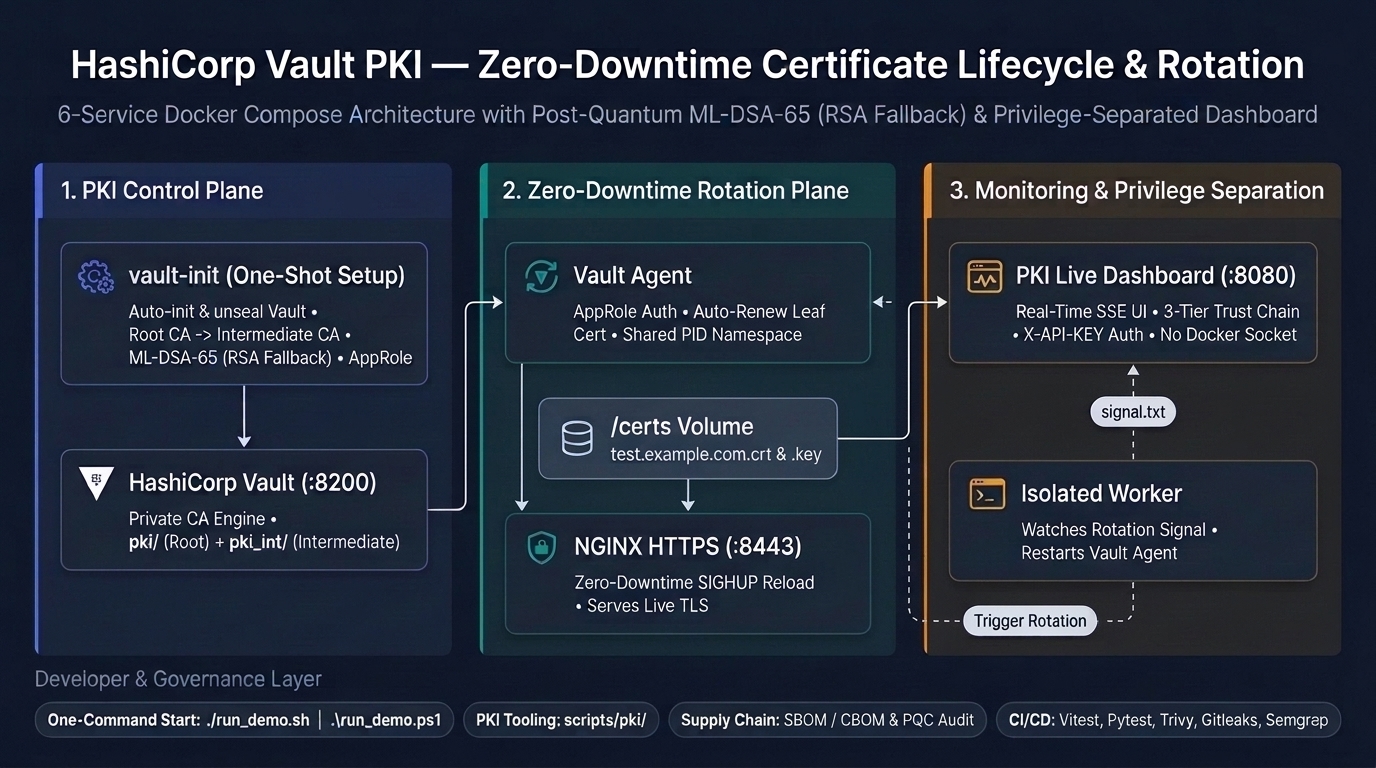 HashiCorp Vault PKI — Zero-Downtime Certificate Lifecycle & Rotation
6-Service Docker Compose Architecture with Post-Quantum ML-DSA-65 (RSA Fallback) & Privilege-Separated Dashboard
1. PKI Control Plane
vault-init (One-Shot Setup)
Auto-init & unseal Vault •
Root CA -> Intermediate CA •
ML-DSA-65 (RSA Fallback) • AppRole
HashiCorp Vault (:8200)
Private CA Engine •
pki/ (Root) + pki_int/ (Intermediate)
2. Zero-Downtime Rotation Plane
Vault Agent
AppRole Auth • Auto-Renew Leaf
Cert • Shared PID Namespace
/certs Volume
test.example.com.crt & .key
NGINX HTTPS (:8443)
Zero-Downtime SIGHUP Reload
• Serves Live TLS
3. Monitoring & Privilege Separation
PKI Live Dashboard (:8080)
Real-Time SSE UI • 3-Tier Trust Chain
• X-API-KEY Auth • No Docker Socket
signal.txt
Isolated Worker
Watches Rotation Signal •
Restarts Vault Agent
Trigger Rotation
Developer & Governance Layer
One-Command Start: ./run_demo.sh | .\run_demo.ps1
PKI Tooling: scripts/pki/
Supply Chain: SBOM / CBOM & PQC Audit
CI/CD: Vitest, Pytest, Trivy, Gitleaks, Semgrap